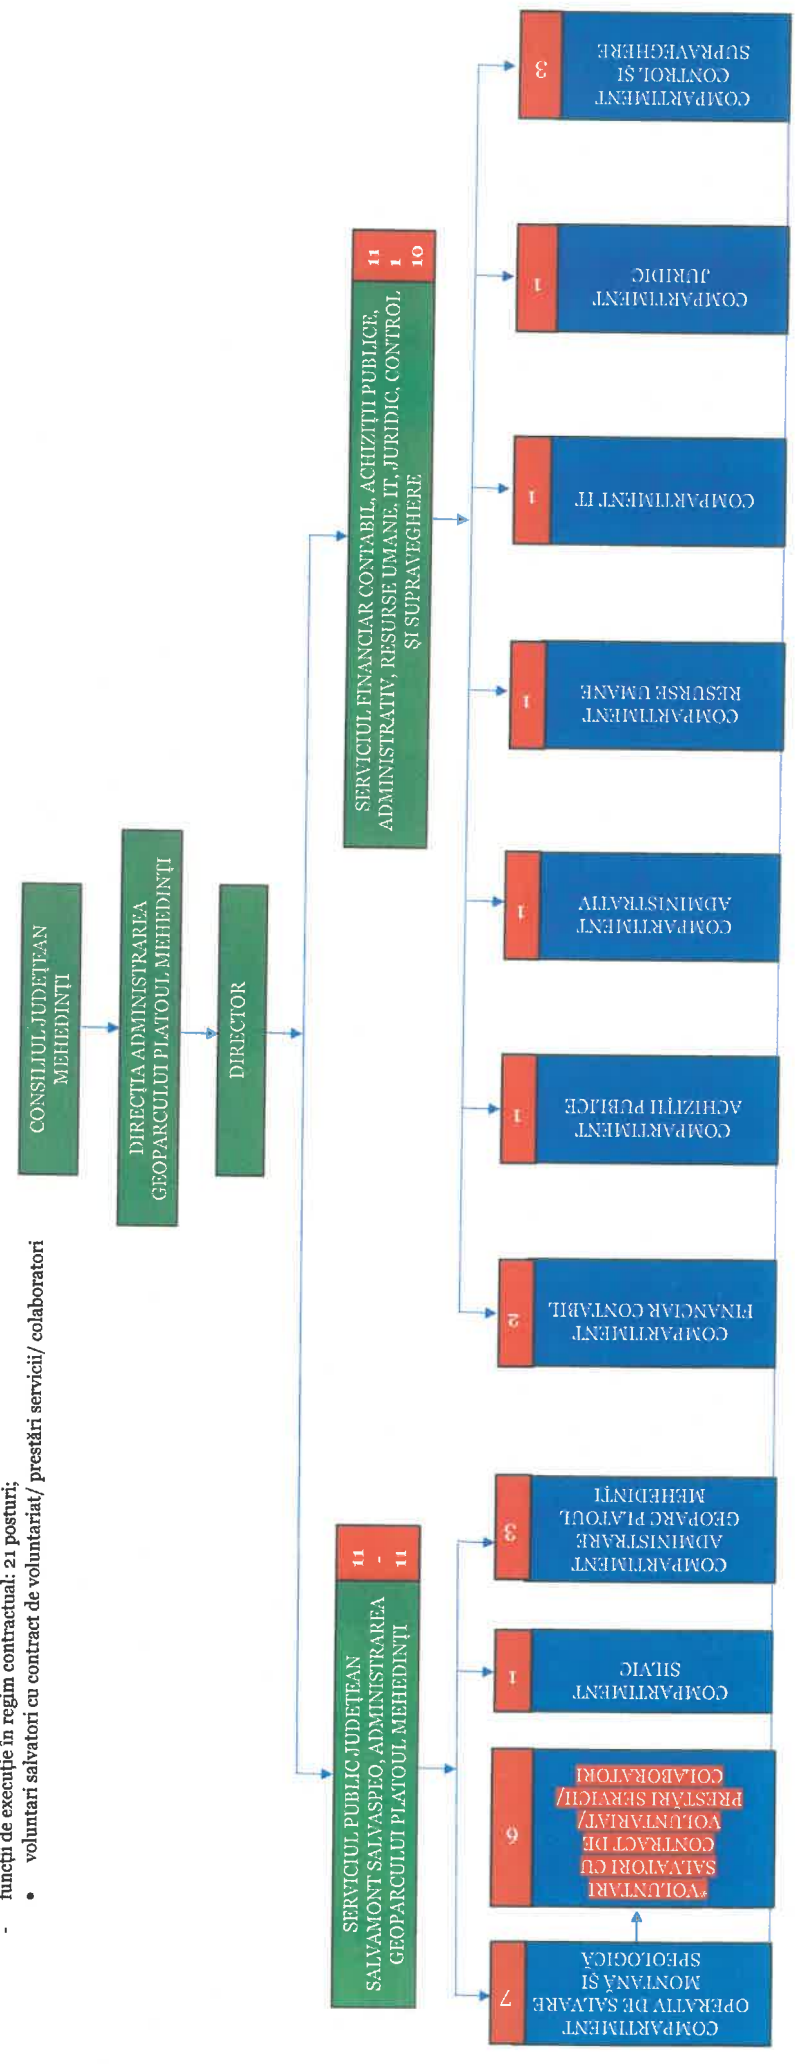 - funcții de execuție în regim contractual: 21 posturi;
• voluntari salvatori cu contract de voluntariat/ prestări servicii/ colaboratori
CONSILIUL JUDEȚEAN
MEHEDINȚI
DIRECȚIA ADMINISTRAREA
GEOPARCULUI PLATOUL MEHEDINȚI
DIRECTOR
SERVICIUL PUBLIC JUDEȚEAN
SALVAMONT SALVASPEO, ADMINISTRAREA
GEOPARCULUI PLATOUL MEHEDINȚI
11
-
11
SERVICIUL FINANCIAR CONTABIL, ACHIZIȚII PUBLICE,
ADMINISTRATIV, RESURSE UMANE, IT, JURIDIC, CONTROL
ȘI SUPRAVEGHERE
11
1
10
7
COMPARTIMENT
OPERATIV DE SALVARE
MONTANĂ ȘI
SPEOLOGICĂ
*VOLUNTARI
SALVATORI CU
CONTRACT DE
VOLUNTARIAT/
PRESTĂRI SERVICII/
COLABORATORI
1
COMPARTIMENT
SILVIC
3
COMPARTIMENT
ADMINISTRARE
GEOPARC PLATOUL
MEHEDINȚI
2
COMPARTIMENT
FINANCIAR CONTABIL
1
COMPARTIMENT
ACHIZIȚII PUBLICE
1
COMPARTIMENT
ADMINISTRATIV
1
COMPARTIMENT
RESURSE UMANE
1
COMPARTIMENT IT
1
COMPARTIMENT
JURIDIC
3
COMPARTIMENT
CONTROL ȘI
SUPRAVEGHERE